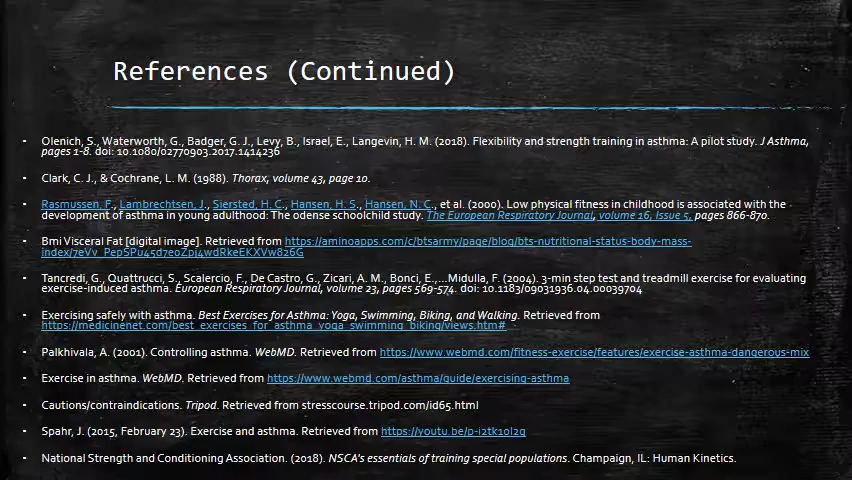 References (Continued)
▪ Olenich, S., Waterworth, G., Badger, G. J., Levy, B., Israel, E., Langevin, H. M. (2018). Flexibility and strength training in asthma: A pilot study. J Asthma,
pages 1-8. doi: 10.1080/02770903.2017.1414236
▪ Clark, C. J., & Cochrane, L. M. (1988). Thorax, volume 43, page 10.
▪ Rasmussen, F., Lambrechtsen, J., Siersted, H. C., Hansen, H. S., Hansen, N. C., et al. (2000). Low physical fitness in childhood is associated with the
development of asthma in young adulthood: The odense schoolchild study. The European Respiratory Journal, volume 16, Issue 5, pages 866-870.
▪ Bmi Visceral Fat [digital image]. Retrieved from https://aminoapps.com/c/btsarmy/page/blog/bts-nutritional-status-body-mass-
index/7eVv_PepSPu45d7eoZpj4wdRkeEKXVw826G
▪ Tancredi, G., Quattrucci, S., Scalercio, F., De Castro, G., Zicari, A. M., Bonci, E.,...Midulla, F. (2004). 3-min step test and treadmill exercise for evaluating
exercise-induced asthma. European Respiratory Journal, volume 23, pages 569-574. doi: 10.1183/09031936.04.00039704
▪ Exercising safely with asthma. Best Exercises for Asthma: Yoga, Swimming, Biking, and Walking. Retrieved from
https://medicinenet.com/best_exercises_for_asthma_yoga_swimming_biking/views.htm#
▪ Palkhivala, A. (2001). Controlling asthma. WebMD. Retrieved from https://www.webmd.com/fitness-exercise/features/exercise-asthma-dangerous-mix
▪ Exercise in asthma. WebMD. Retrieved from https://www.webmd.com/asthma/guide/exercising-asthma
▪ Cautions/contraindications. Tripod. Retrieved from stresscourse.tripod.com/id65.html
▪ Spahr, J. (2015, February 23). Exercise and asthma. Retrieved from https://youtu.be/p-i2tk1ol2q
▪ National Strength and Conditioning Association. (2018). NSCA's essentials of training special populations. Champaign, IL: Human Kinetics.